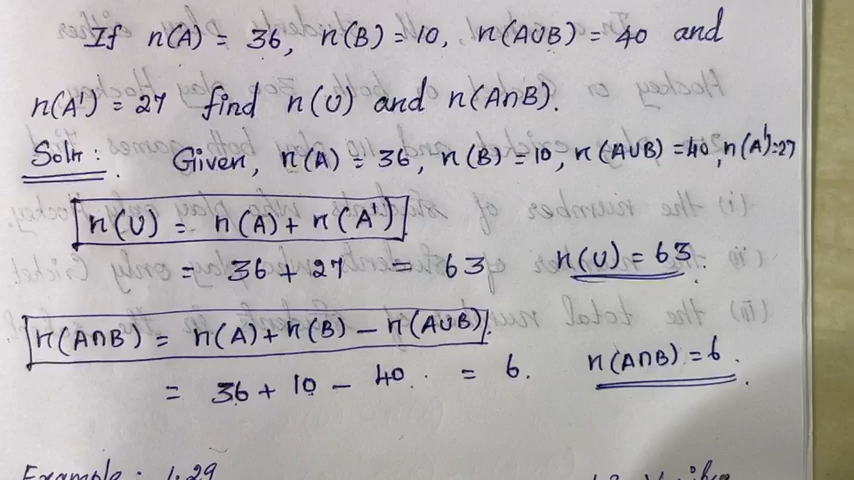 If n(A) = 36, n(B) = 10, n(A∪B) = 40 and
n(A') = 27 find n(U) and n(A∩B).
Soln : Given, n(A) = 36, n(B) = 10, n(A∪B) = 40, n(A') = 27
n(U) = n(A) + n(A')
= 36 + 27 = 63 n(U) = 63.
n(A∩B) = n(A) + n(B) - n(A∪B)
= 36 + 10 - 40. = 6. n(A∩B) = 6.
Example : 1.29